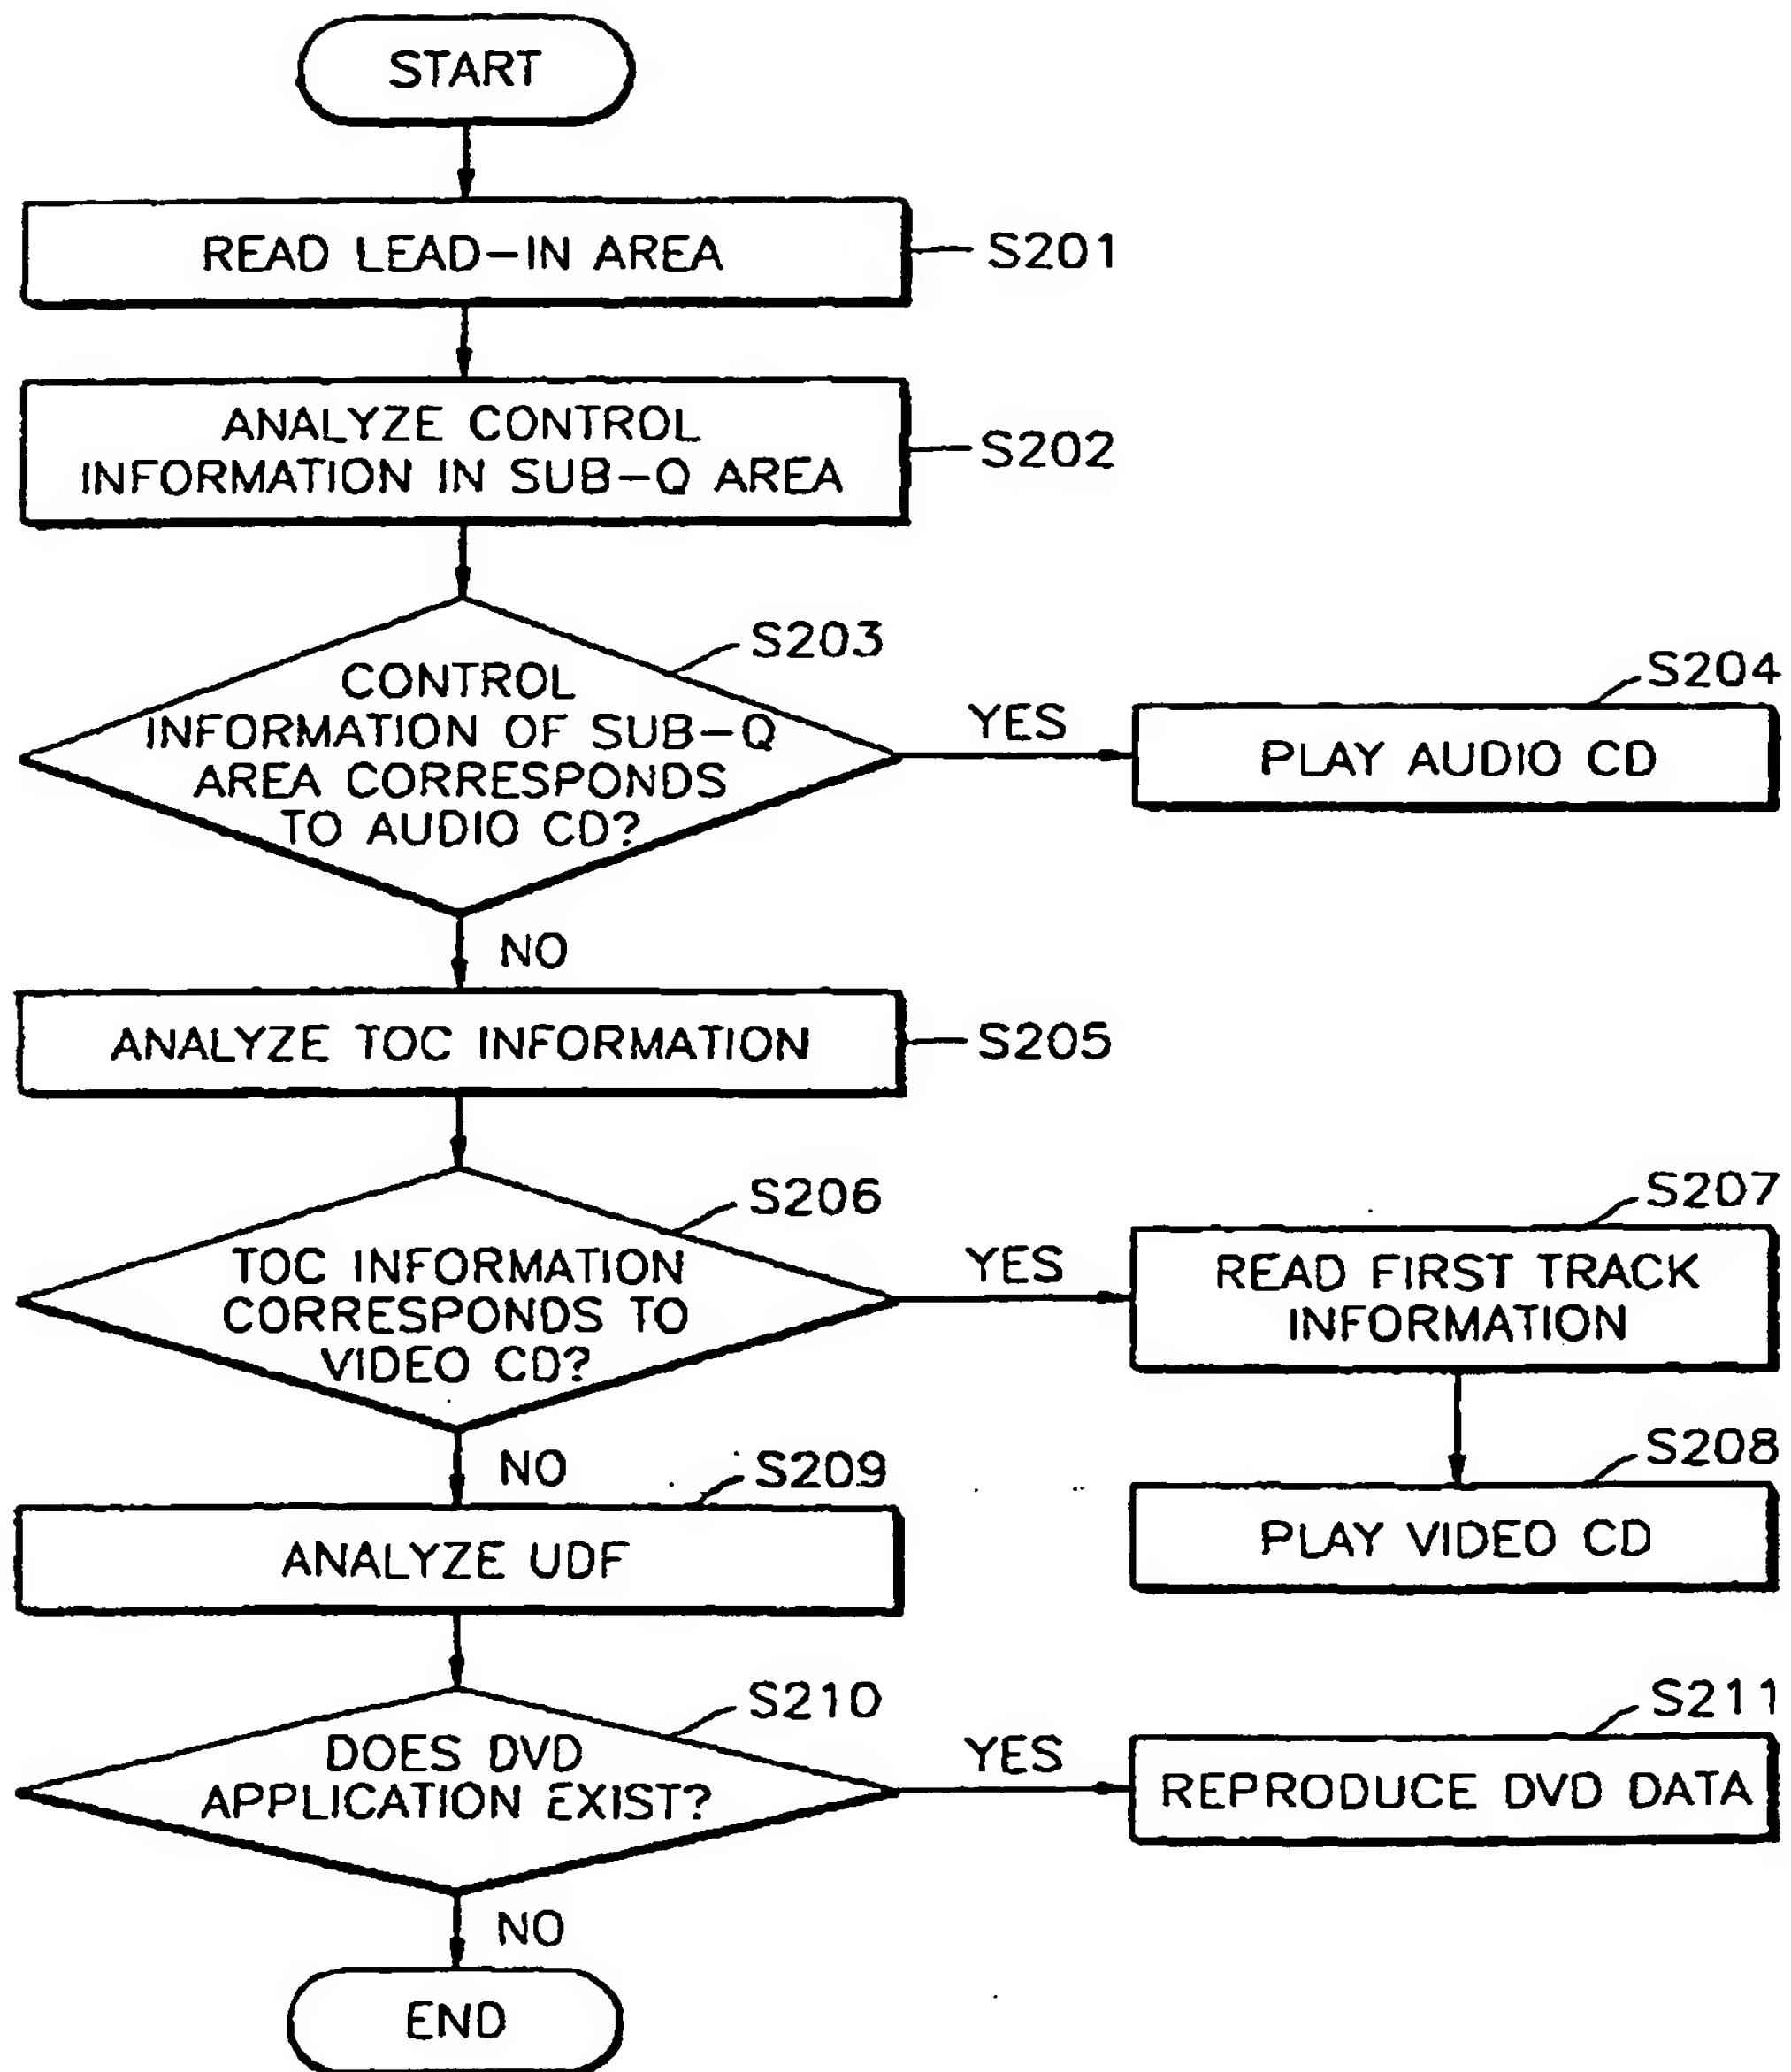 START
READ LEAD-IN AREA
S201
ANALYZE CONTROL
INFORMATION IN SUB-Q AREA
S202
S203
CONTROL
INFORMATION OF SUB-Q
AREA CORRESPONDS
TO AUDIO CD?
YES
S204
PLAY AUDIO CD
NO
ANALYZE TOC INFORMATION
S205
S206
TOC INFORMATION
CORRESPONDS TO
VIDEO CD?
YES
S207
READ FIRST TRACK
INFORMATION
S208
PLAY VIDEO CD
NO
S209
ANALYZE UDF
S210
DOES DVD
APPLICATION EXIST?
YES
S211
REPRODUCE DVD DATA
NO
END